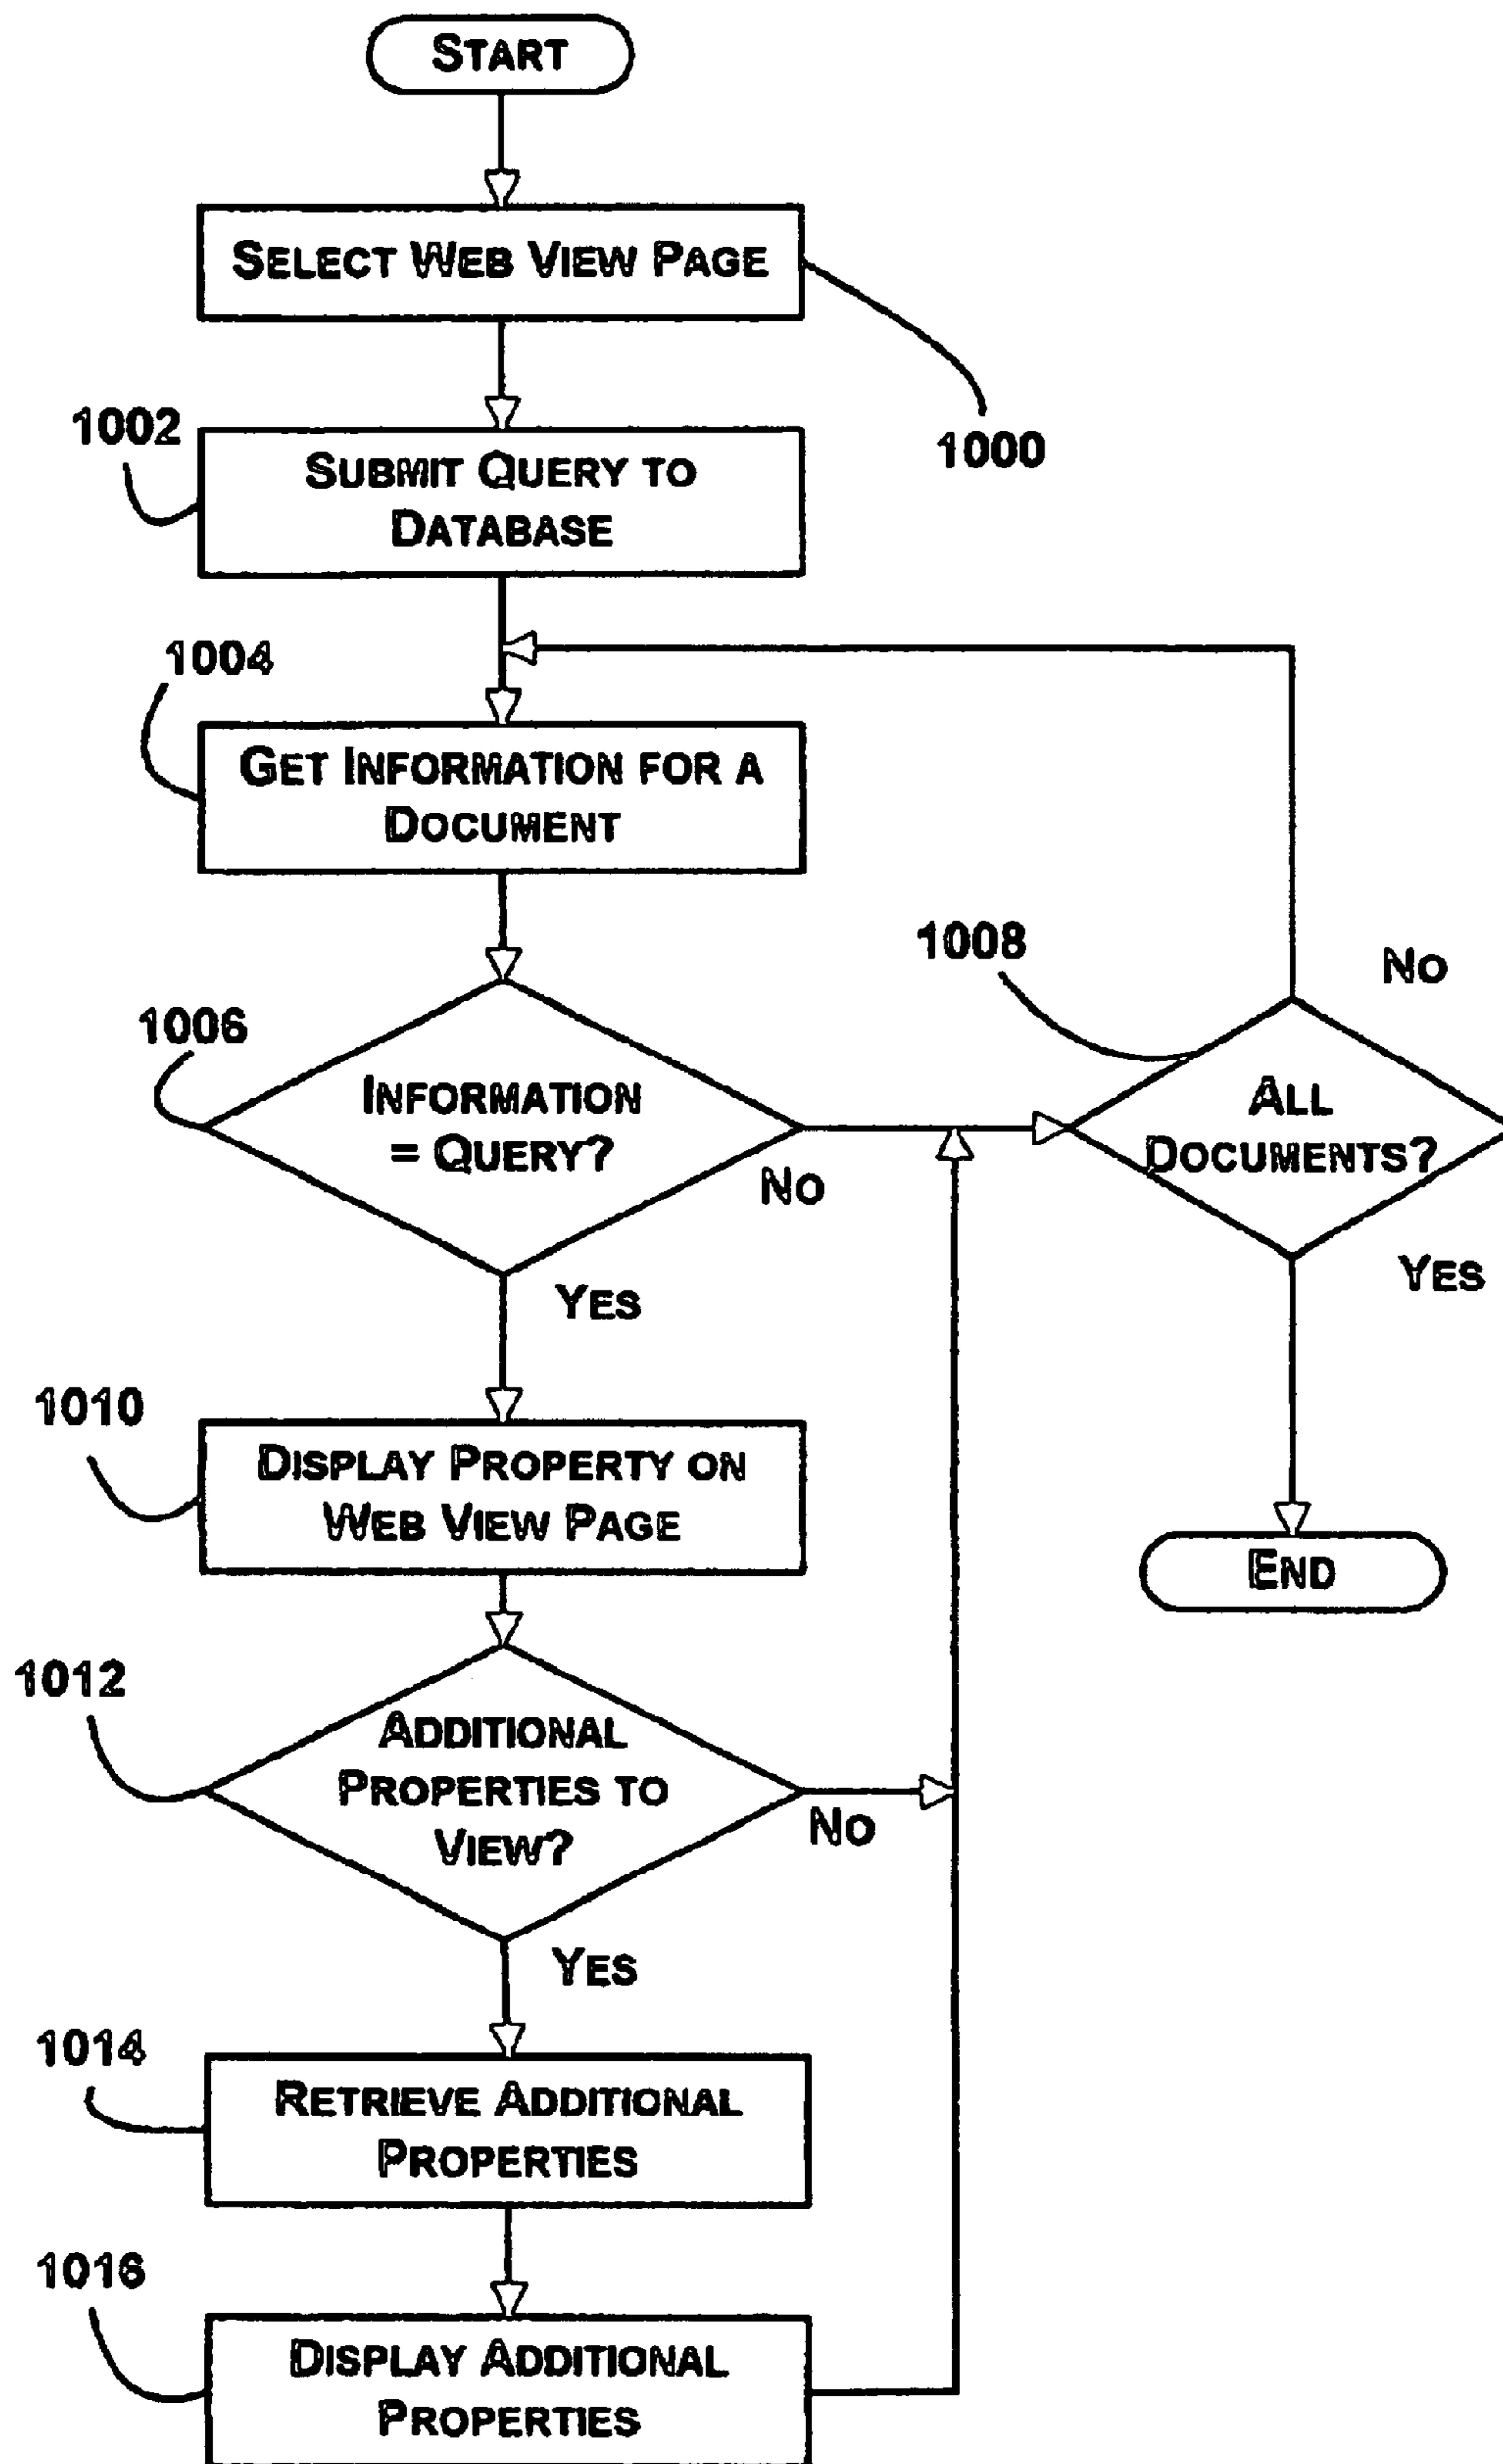 START
SELECT WEB VIEW PAGE
1000
1002
SUBMIT QUERY TO
DATABASE
1004
GET INFORMATION FOR A
DOCUMENT
1006
INFORMATION
= QUERY?
NO
YES
1008
ALL
DOCUMENTS?
NO
YES
END
1010
DISPLAY PROPERTY ON
WEB VIEW PAGE
1012
ADDITIONAL
PROPERTIES TO
VIEW?
NO
YES
1014
RETRIEVE ADDITIONAL
PROPERTIES
1016
DISPLAY ADDITIONAL
PROPERTIES